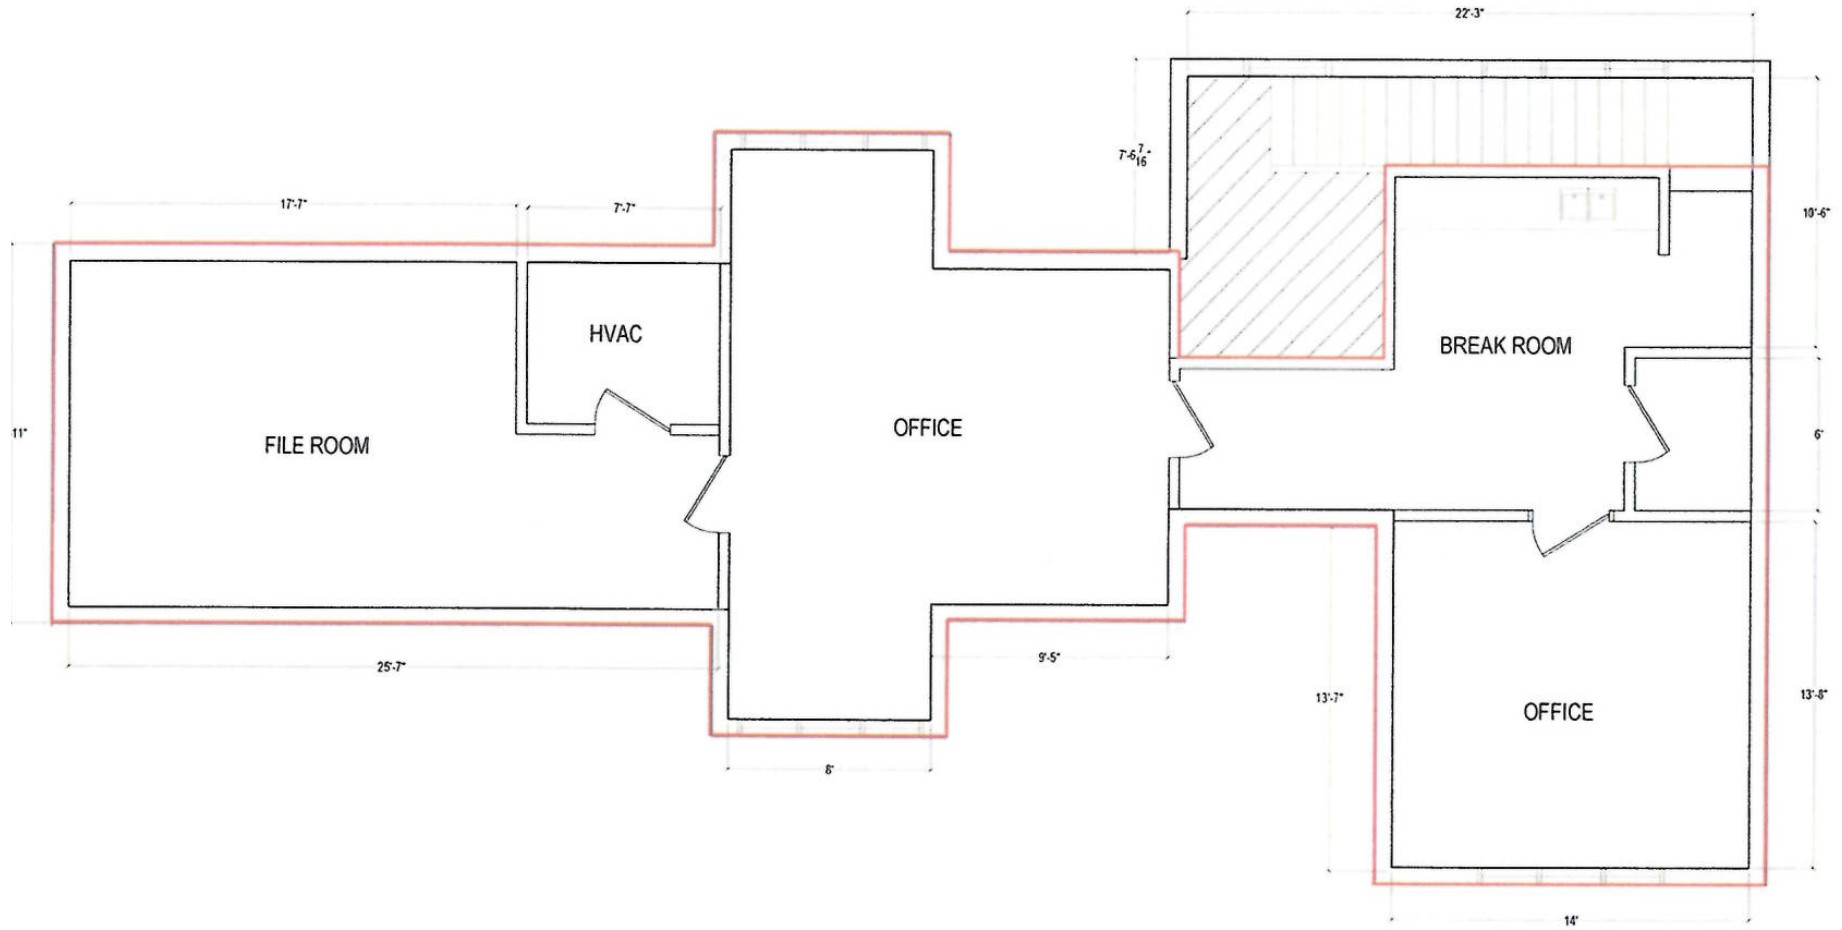 22'-3"
7'-6 7/16"
17'-7"
7'-7"
10'-6"
HVAC
BREAK ROOM
OFFICE
11"
FILE ROOM
6'
9'-5"
25'-7"
13'-7"
13'-8"
OFFICE
8'
14'